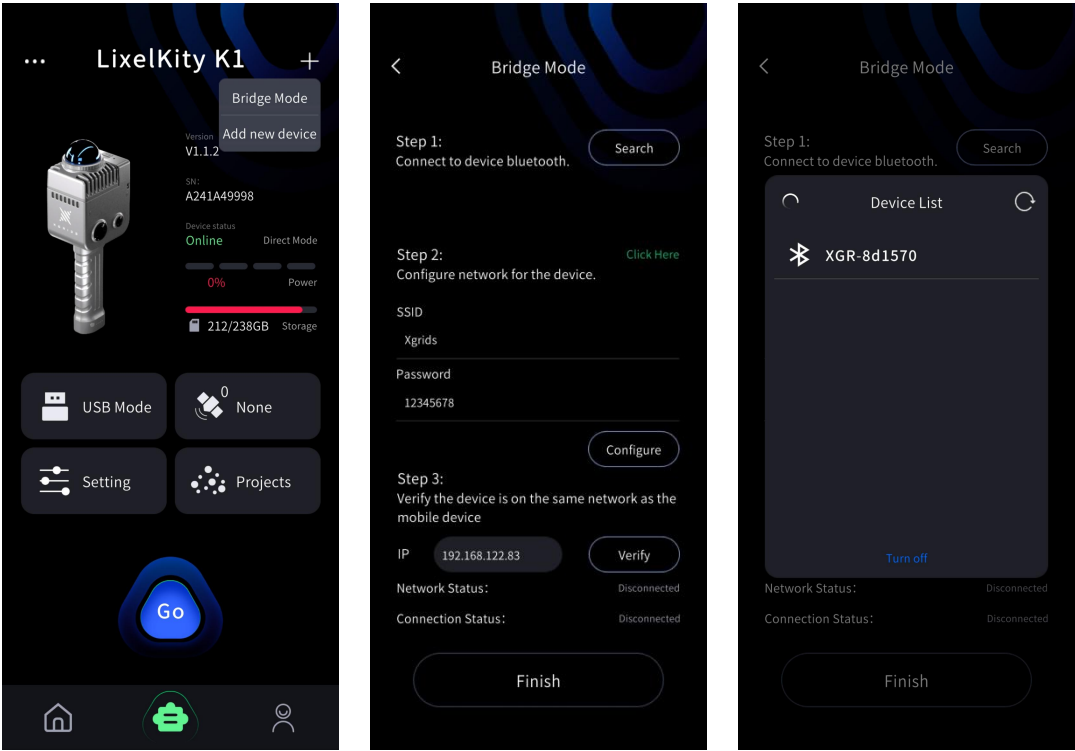 LixelKity K1
Bridge Mode
Add new device
Version
V1.1.2
SN:
A241A49998
Device status
Online
Direct Mode
0%
Power
212/238GB
Storage
USB Mode
0
None
Setting
Projects
Go
Bridge Mode
Step 1:
Connect to device bluetooth.
Search
Step 2:
Click Here
Configure network for the device.
SSID
Xgrids
Password
12345678
Configure
Step 3:
Verify the device is on the same network as the
mobile device
IP
192.168.122.83
Verify
Network Status:
Disconnected
Connection Status:
Disconnected
Finish
Bridge Mode
Step 1:
Connect to device bluetooth.
Search
Device List
XGR-8d1570
Turn off
Network Status:
Disconnected
Connection Status:
Disconnected
Finish